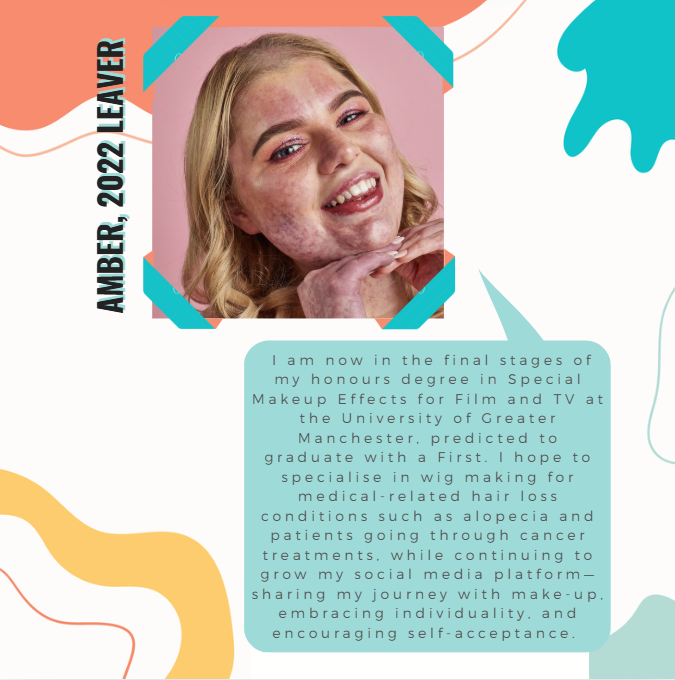 AMBER, 2022 LEAVER
I am now in the final stages of
my honours degree in Special
Makeup Effects for Film and TV at
the University of Greater
Manchester, predicted to
graduate with a First. I hope to
specialise in wig making for
medical-related hair loss
conditions such as alopecia and
patients going through cancer
treatments, while continuing to
grow my social media platform—
sharing my journey with make-up,
embracing individuality, and
encouraging self-acceptance.